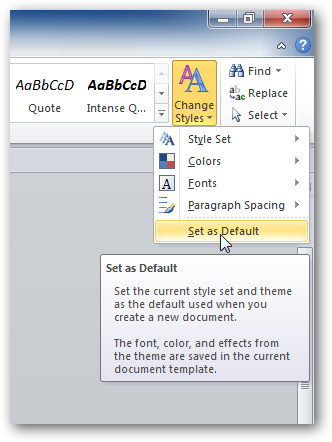 AaBbCcD AaBbCcD
Quote Intense Q...
Change
Styles
Find
Replace
Select
Style Set
Colors
Fonts
Paragraph Spacing
Set as Default
Set as Default
Set the current style set and theme
as the default used when you
create a new document.
The font, color, and effects from
the theme are saved in the current
document template.